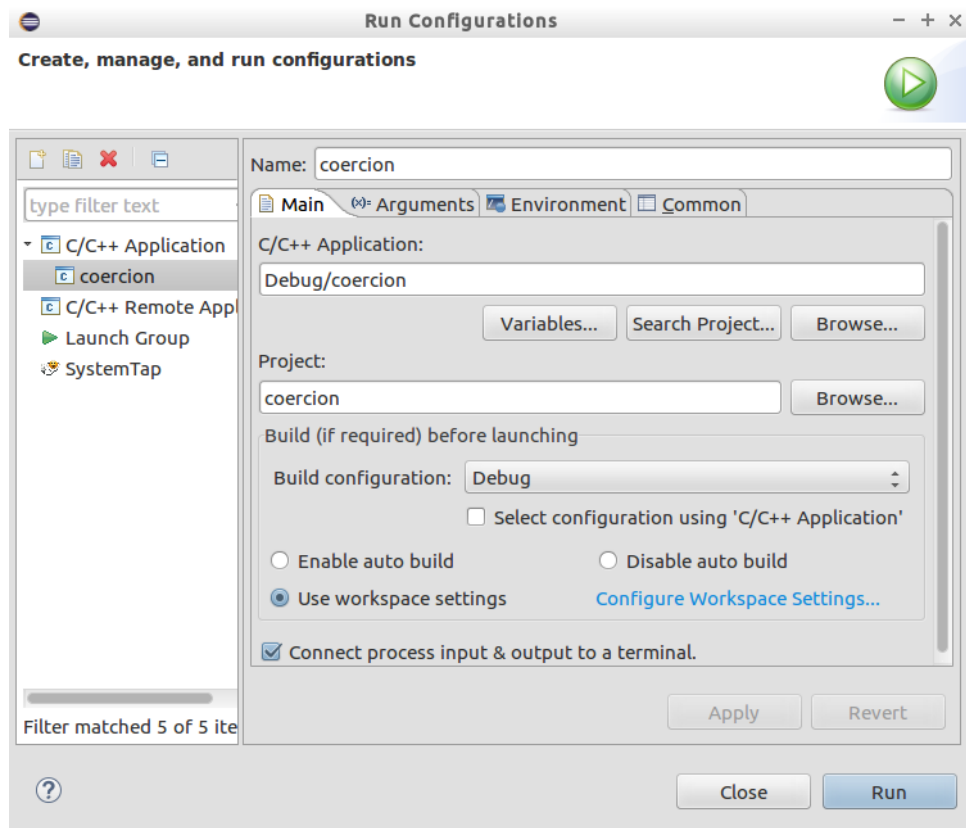 Run Configurations
Create, manage, and run configurations
type filter text
C/C++ Application
coercion
C/C++ Remote Appl
Launch Group
SystemTap
Filter matched 5 of 5 ite
Name: coercion
Main (x)= Arguments Environment Common
C/C++ Application:
Debug/coercion
Variables... Search Project... Browse...
Project:
coercion Browse...
Build (if required) before launching
Build configuration: Debug
Select configuration using 'C/C++ Application'
Enable auto build Disable auto build
Use workspace settings Configure Workspace Settings...
Connect process input & output to a terminal.
Apply Revert
? Close Run